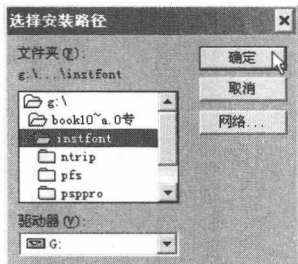 选择安装路径
文件夹(F):
g:\...\instfont
g:\
book10~a.0专
instfont
ntrip
pfs
psppro
驱动器(V):
G:
确定
取消
网络...